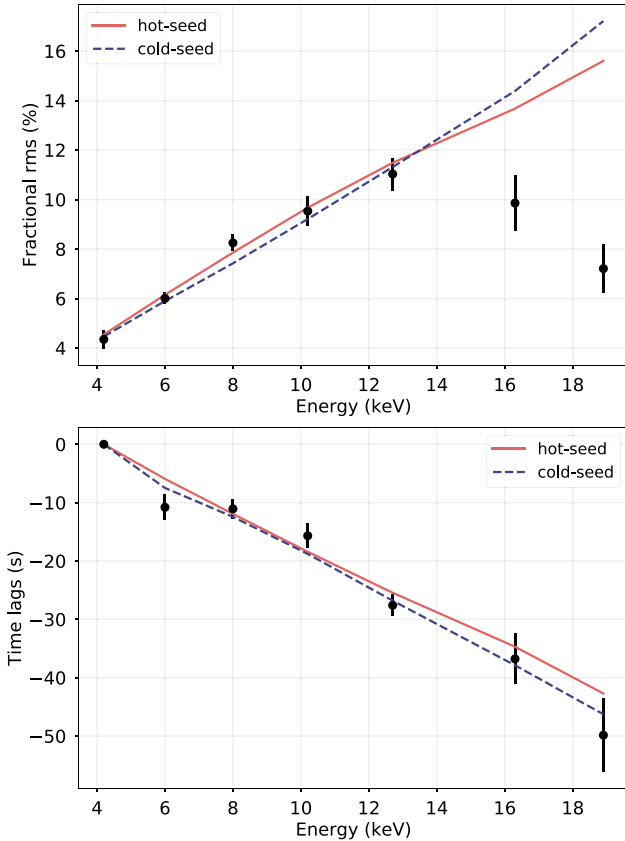 hot-seed
cold-seed
16
14
12
10
8
6
4
Fractional rms (%)
4 6 8 10 12 14 16 18
Energy (keV)
hot-seed
cold-seed
0
−10
−20
−30
−40
−50
Time lags (s)
4 6 8 10 12 14 16 18
Energy (keV)